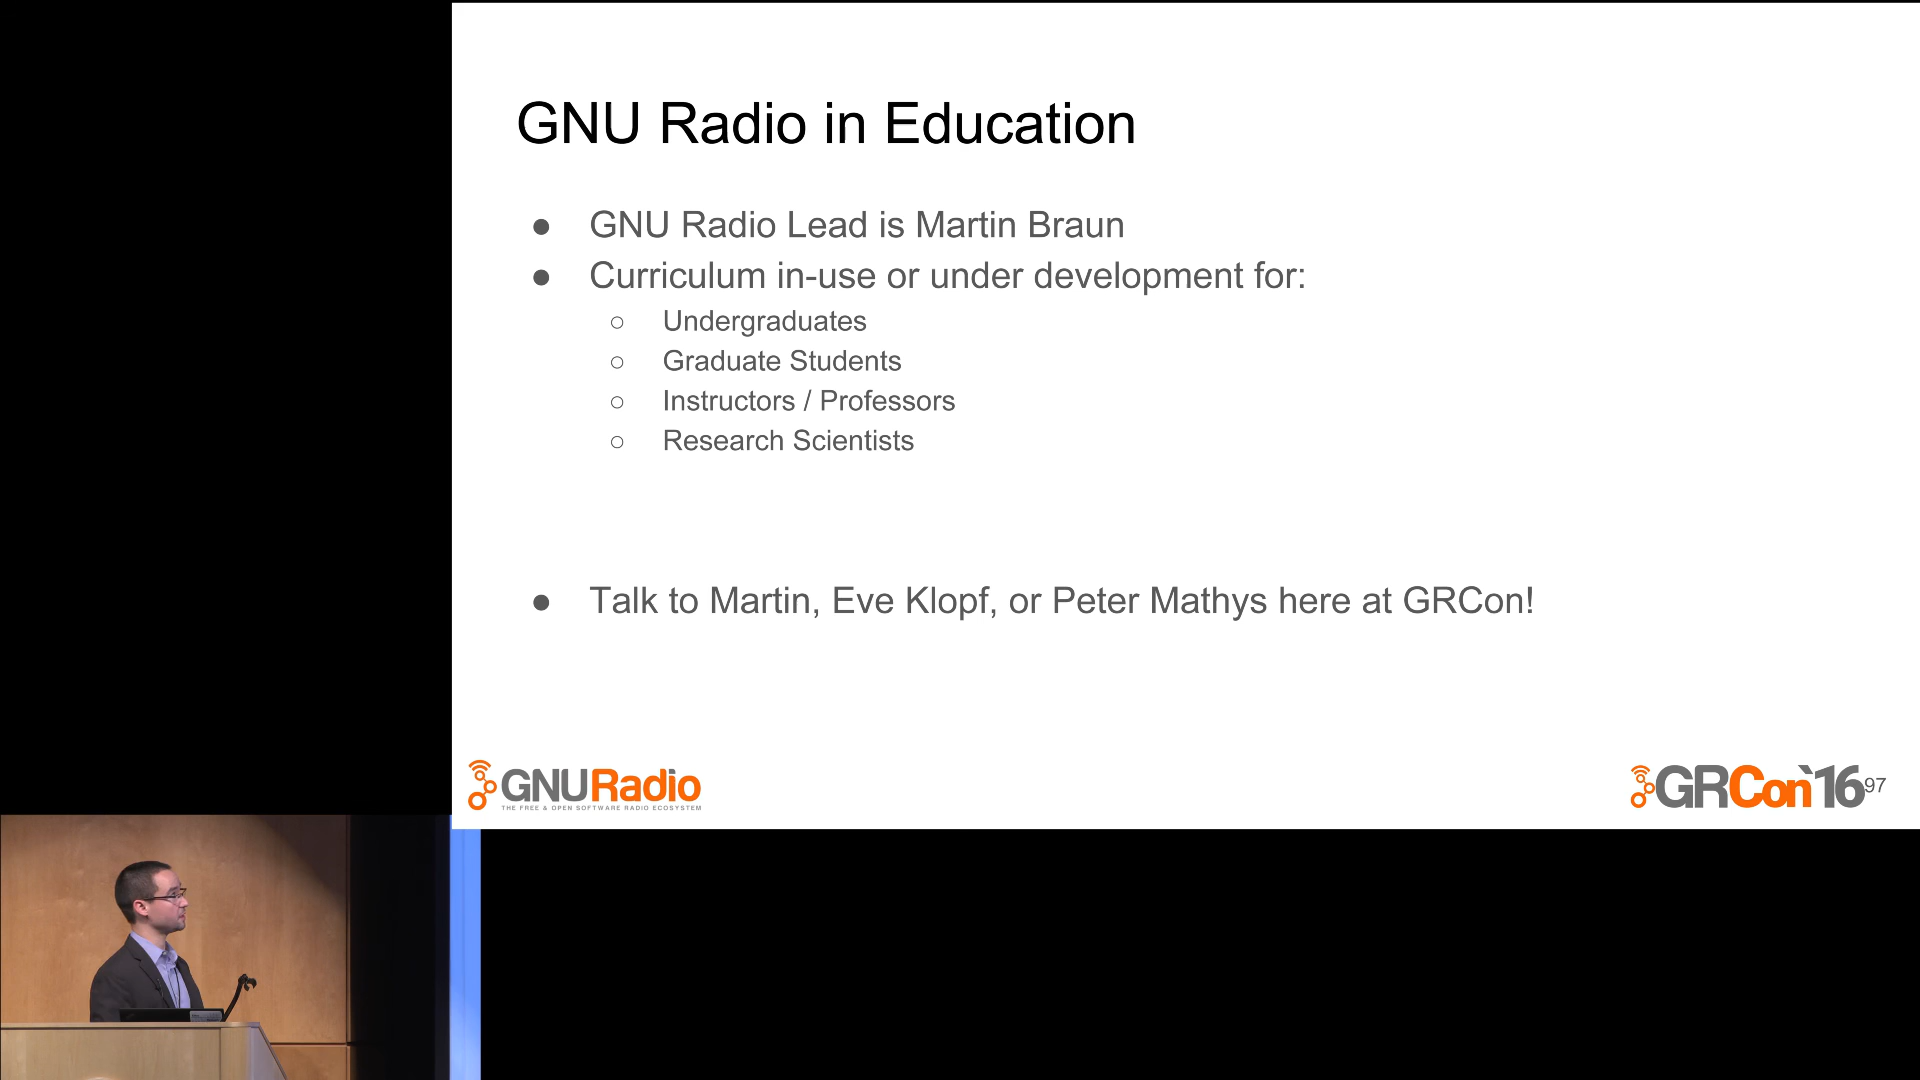 GNU Radio in Education
● GNU Radio Lead is Martin Braun
● Curriculum in-use or under development for:
○ Undergraduates
○ Graduate Students
○ Instructors / Professors
○ Research Scientists
● Talk to Martin, Eve Klopf, or Peter Mathys here at GRCon!
GNURadio
THE FREE & OPEN SOFTWARE RADIO ECOSYSTEM
GRCon`16
97